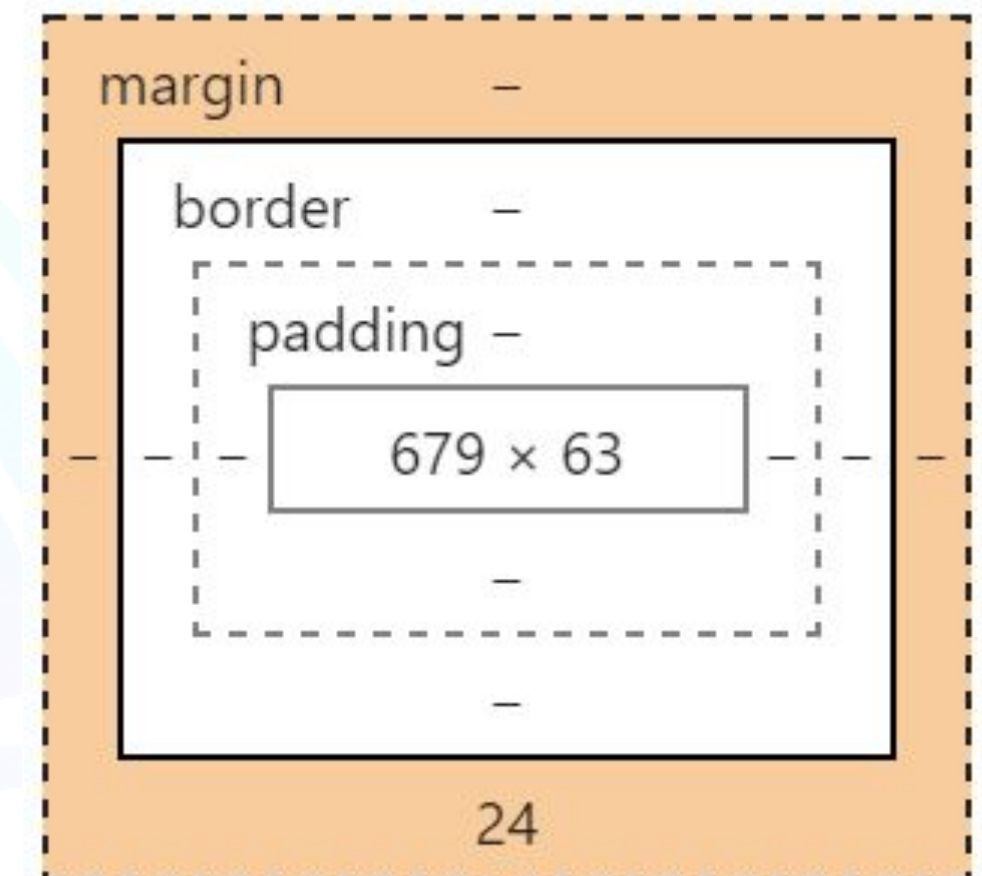 margin –
border –
padding –
– – – 679 × 63 – – –
–
–
24